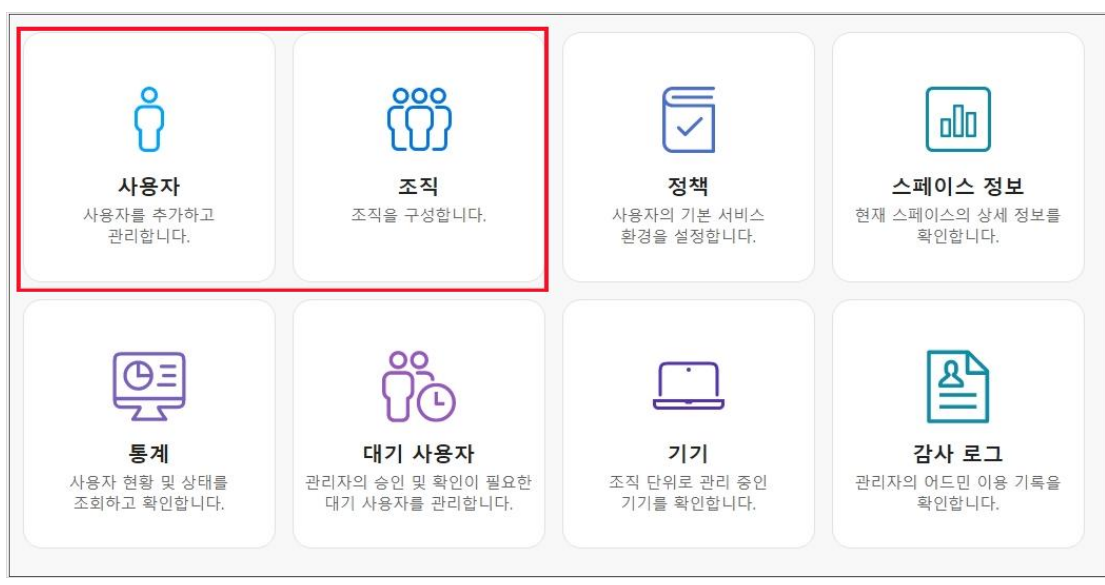 사용자
사용자를 추가하고
관리합니다.
조직
조직을 구성합니다.
정책
사용자의 기본 서비스
환경을 설정합니다.
스페이스 정보
현재 스페이스의 상세 정보를
확인합니다.
통계
사용자 현황 및 상태를
조회하고 확인합니다.
대기 사용자
관리자의 승인 및 확인이 필요한
대기 사용자를 관리합니다.
기기
조직 단위로 관리 중인
기기를 확인합니다.
감사 로그
관리자의 어드민 이용 기록을
확인합니다.